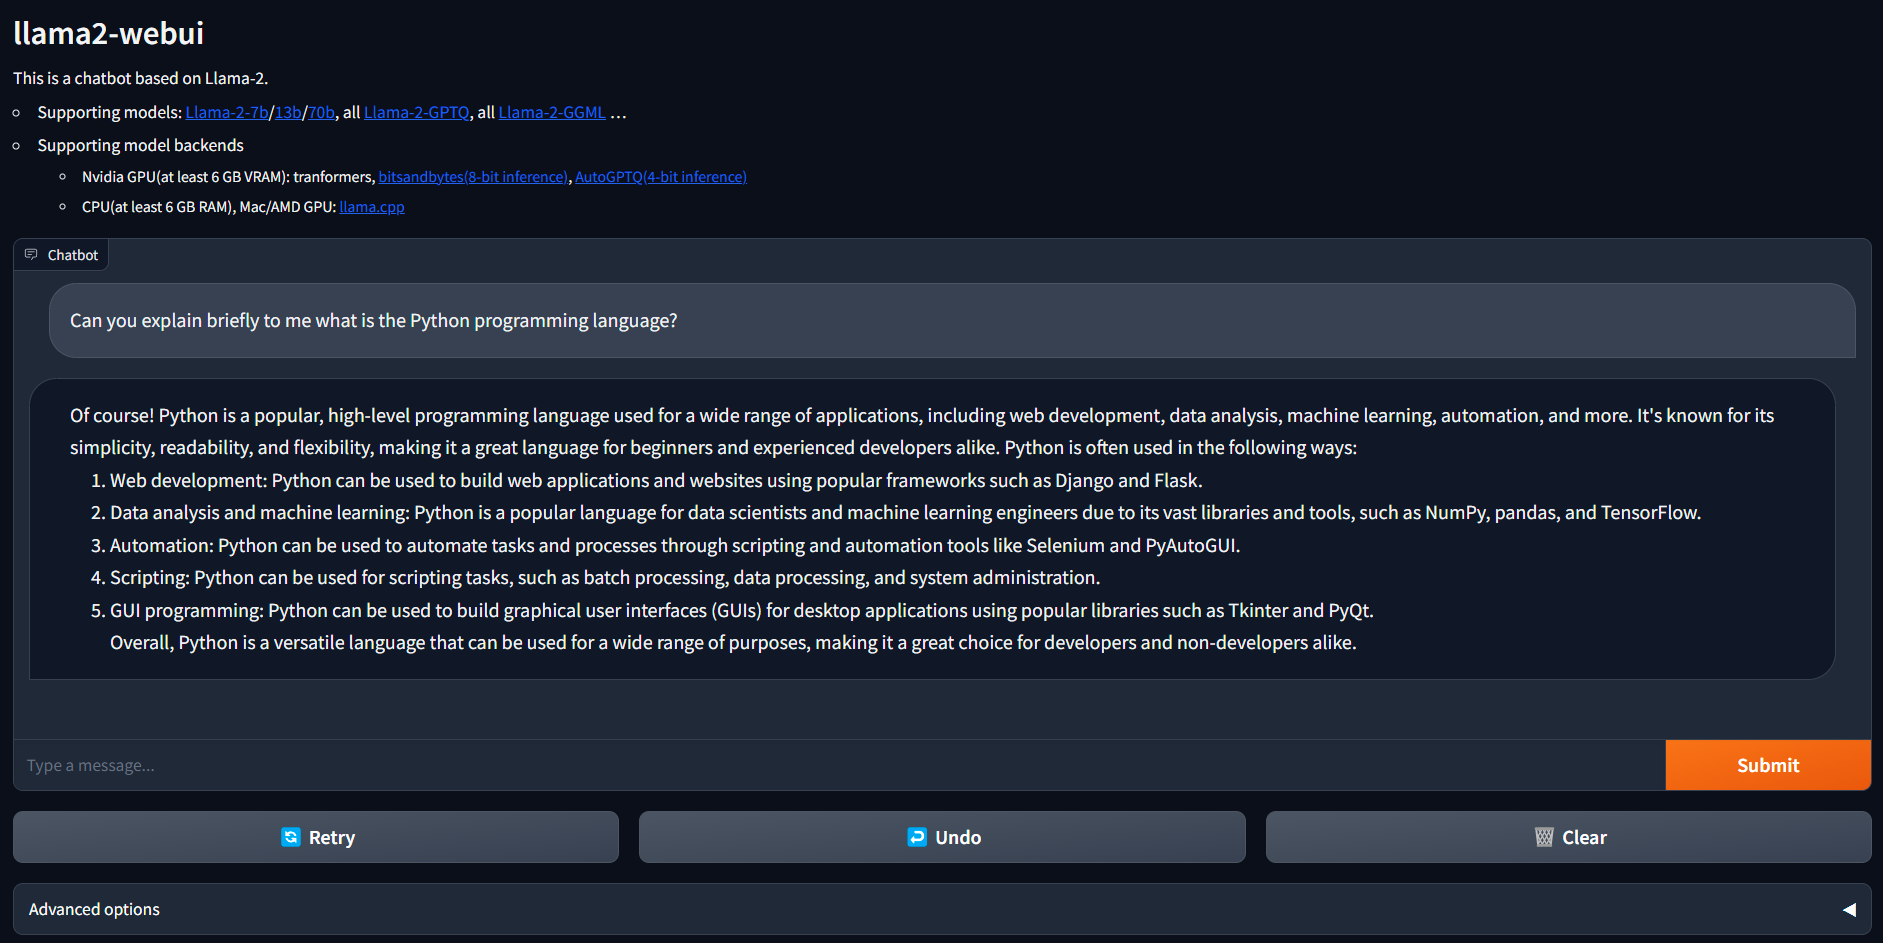 llama2-webui
This is a chatbot based on Llama-2.
Supporting models: Llama-2-7b/13b/70b, all Llama-2-GPTQ, all Llama-2-GGML ...
Supporting model backends
Nvidia GPU(at least 6 GB VRAM): tranformers, bitsandbytes(8-bit inference), AutoGPTQ(4-bit inference)
CPU(at least 6 GB RAM), Mac/AMD GPU: llama.cpp
Chatbot
Can you explain briefly to me what is the Python programming language?
Of course! Python is a popular, high-level programming language used for a wide range of applications, including web development, data analysis, machine learning, automation, and more. It's known for its
simplicity, readability, and flexibility, making it a great language for beginners and experienced developers alike. Python is often used in the following ways:
1. Web development: Python can be used to build web applications and websites using popular frameworks such as Django and Flask.
2. Data analysis and machine learning: Python is a popular language for data scientists and machine learning engineers due to its vast libraries and tools, such as NumPy, pandas, and TensorFlow.
3. Automation: Python can be used to automate tasks and processes through scripting and automation tools like Selenium and PyAutoGUI.
4. Scripting: Python can be used for scripting tasks, such as batch processing, data processing, and system administration.
5. GUI programming: Python can be used to build graphical user interfaces (GUIs) for desktop applications using popular libraries such as Tkinter and PyQt.
Overall, Python is a versatile language that can be used for a wide range of purposes, making it a great choice for developers and non-developers alike.
Type a message...
Submit
Retry
Undo
Clear
Advanced options